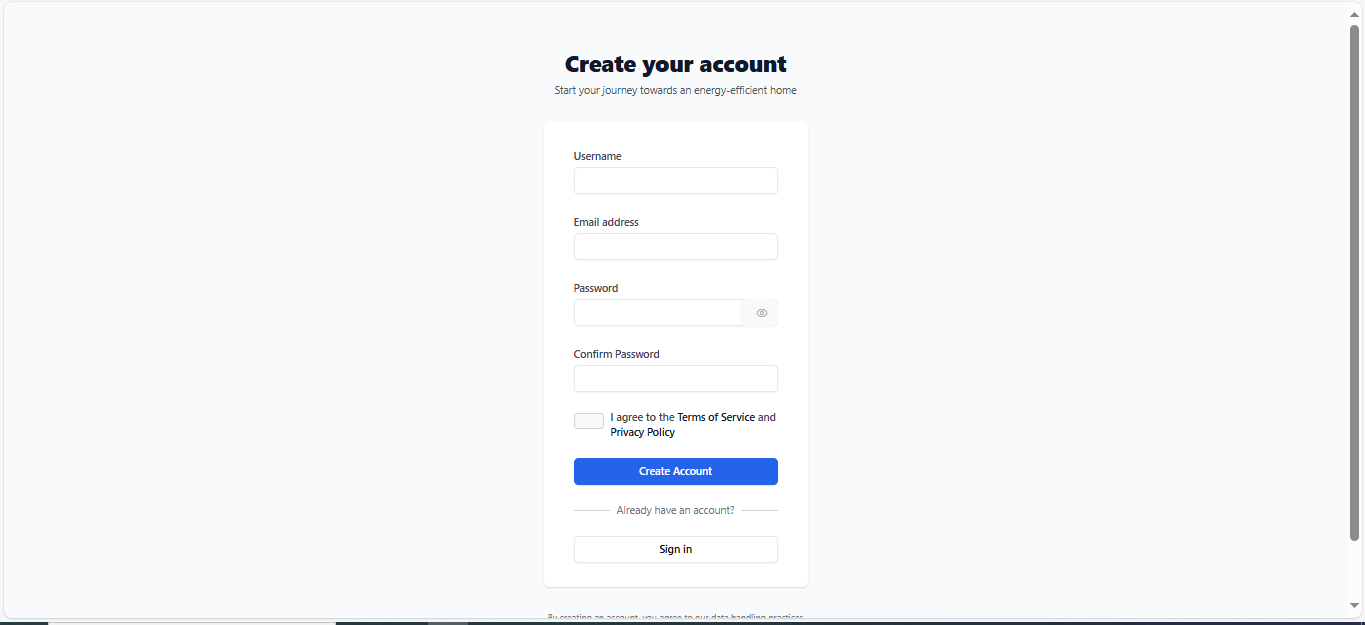 Create your account
Start your journey towards an energy-efficient home
Username
Email address
Password
Confirm Password
I agree to the Terms of Service and
Privacy Policy
Create Account
Already have an account?
Sign in
By creating an account, you agree to our data handling practices